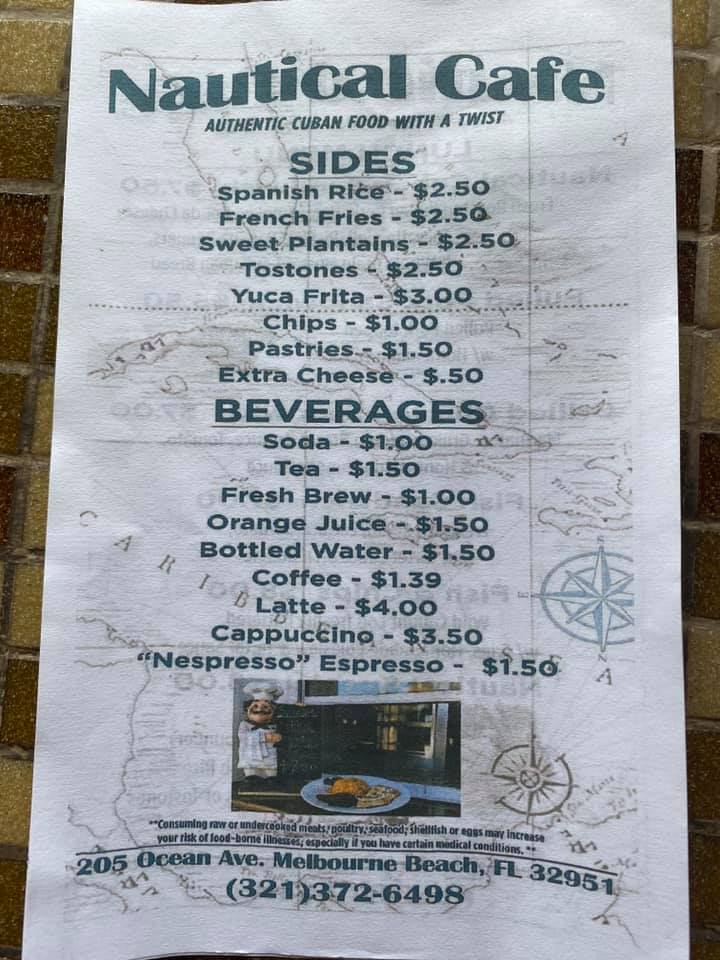 Nautical Cafe
AUTHENTIC CUBAN FOOD WITH A TWIST
SIDES
Spanish Rice - $2.50
French Fries - $2.50
Sweet Plantains - $2.50
Tostones - $2.50
Yuca Frita - $3.00
Chips - $1.00
Pastries - $1.50
Extra Cheese - $.50
BEVERAGES
Soda - $1.00
Tea - $1.50
Fresh Brew - $1.00
Orange Juice - $1.50
Bottled Water - $1.50
Coffee - $1.39
Latte - $4.00
Cappuccino - $3.50
“Nespresso” Espresso - $1.50
CARIBBEAN SEA
**Consuming raw or undercooked meats, poultry, seafood, shellfish or eggs may increase
your risk of food-borne illnesses, especially if you have certain medical conditions. **
205 Ocean Ave. Melbourne Beach, FL 32951
(321)372-6498